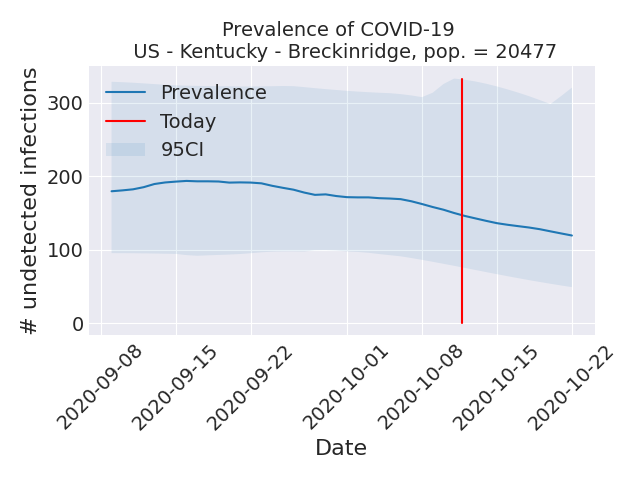 Prevalence of COVID-19
US - Kentucky - Breckinridge, pop. = 20477
# undetected infections
300
200
100
0
Prevalence
Today
95CI
2020-09-08
2020-09-15
2020-09-22
2020-10-01
2020-10-08
2020-10-15
2020-10-22
Date